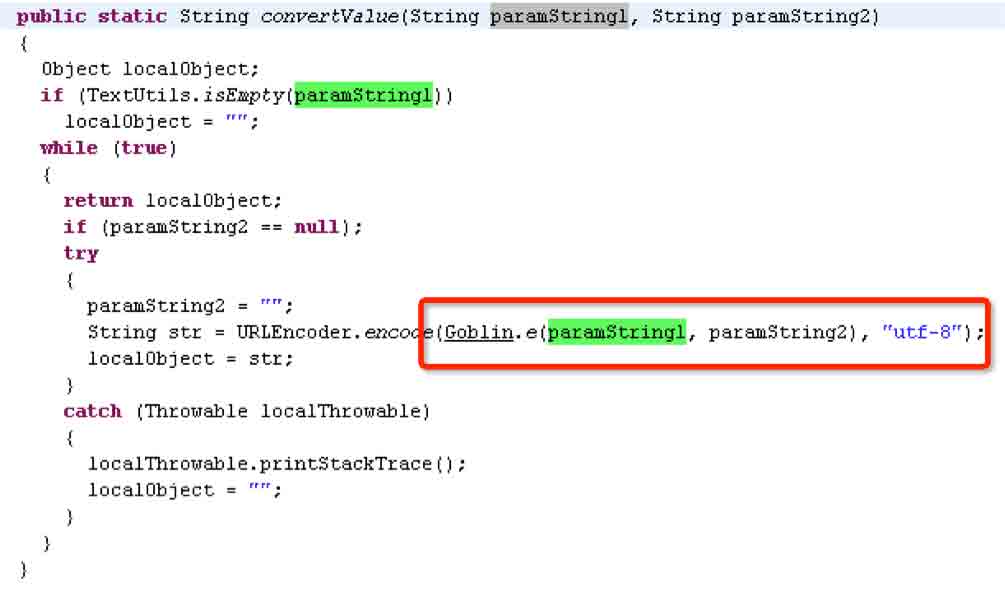 public static String convertValue(String paramString1, String paramString2)
{
Object localObject;
if (TextUtils.isEmpty(paramString1))
localObject = "";
while (true)
{
return localObject;
if (paramString2 == null);
try
{
paramString2 = "";
String str = URLEncoder.encode(Goblin.e(paramString1, paramString2), "utf-8");
localObject = str;
}
catch (Throwable localThrowable)
{
localThrowable.printStackTrace();
localObject = "";
}
}
}